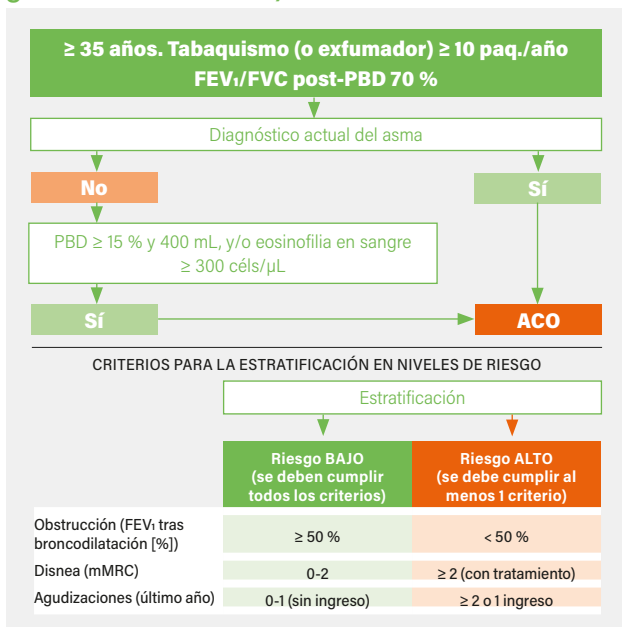 ≥ 35 años. Tabaquismo (o exfumador) ≥ 10 paq./año
FEV₁/FVC post-PBD 70 %
Diagnóstico actual del asma
No
Sí
PBD ≥ 15 % y 400 mL, y/o eosinofilia en sangre
≥ 300 céls/µL
Sí
ACO
CRITERIOS PARA LA ESTRATIFICACIÓN EN NIVELES DE RIESGO
Estratificación
Riesgo BAJO
(se deben cumplir
todos los criterios)
Riesgo ALTO
(se debe cumplir al
menos 1 criterio)
Obstrucción (FEV₁ tras
broncodilatación [%])
≥ 50 %
< 50 %
Disnea (mMRC)
0-2
≥ 2 (con tratamiento)
Agudizaciones (último año)
0-1 (sin ingreso)
≥ 2 o 1 ingreso